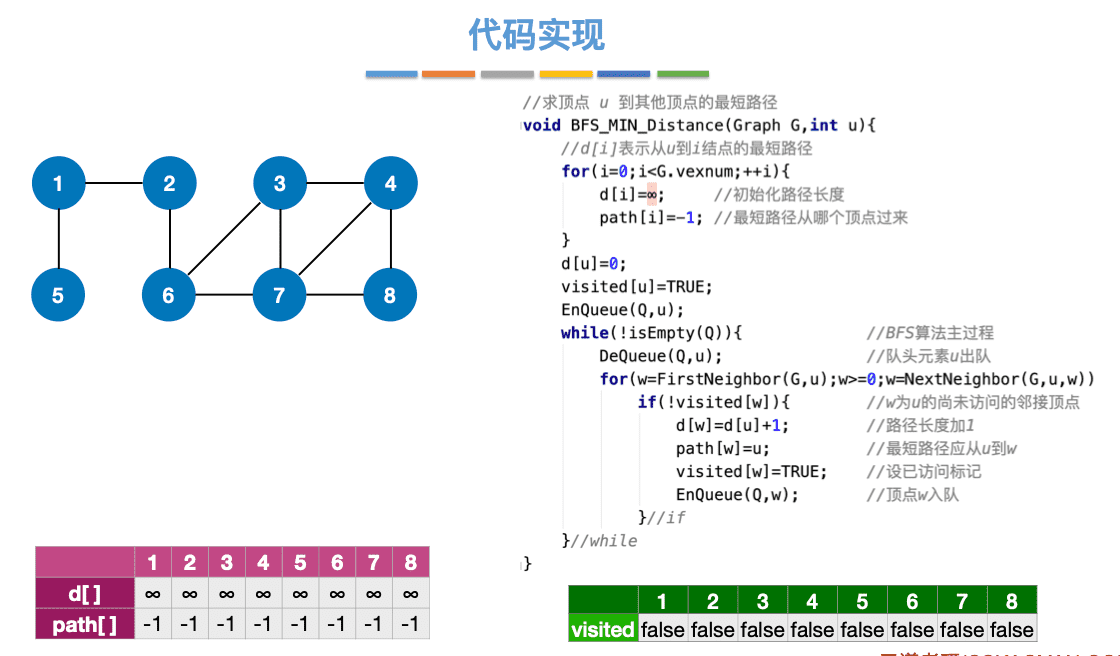 代码实现
1 2 3 4
5 6 7 8
//求顶点 u 到其他顶点的最短路径
void BFS_MIN_Distance(Graph G,int u){
//d[i]表示从u到i结点的最短路径
for(i=0;i<G.vexnum;++i){
d[i]=∞; //初始化路径长度
path[i]=-1; //最短路径从哪个顶点过来
}
d[u]=0;
visited[u]=TRUE;
EnQueue(Q,u);
while(!isEmpty(Q)){ //BFS算法主过程
DeQueue(Q,u); //队头元素u出队
for(w=FirstNeighbor(G,u);w>=0;w=NextNeighbor(G,u,w))
if(!visited[w]){ //w为u的尚未访问的邻接顶点
d[w]=d[u]+1; //路径长度加1
path[w]=u; //最短路径应从u到w
visited[w]=TRUE; //设已访问标记
EnQueue(Q,w); //顶点w入队
}//if
}//while
}
1 2 3 4 5 6 7 8
d[ ] ∞ ∞ ∞ ∞ ∞ ∞ ∞ ∞
path[ ] -1 -1 -1 -1 -1 -1 -1 -1
1 2 3 4 5 6 7 8
visited false false false false false false false false